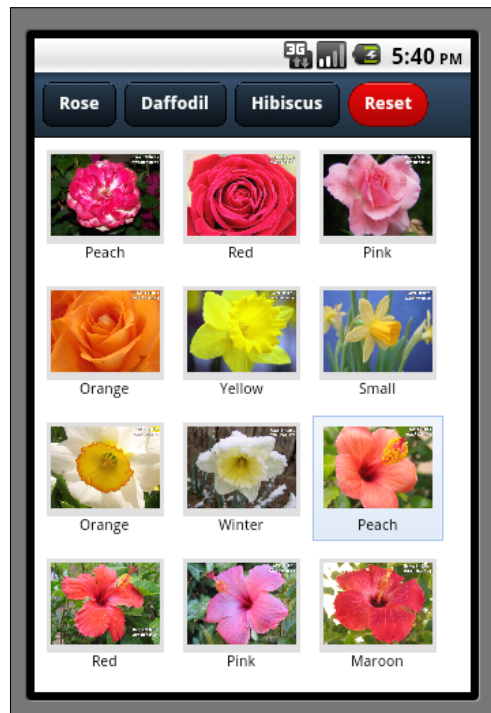 3G 5:40 PM
Rose Daffodil Hibiscus Reset
Peach Red Pink
Orange Yellow Small
Orange Winter Peach
Red Pink Maroon